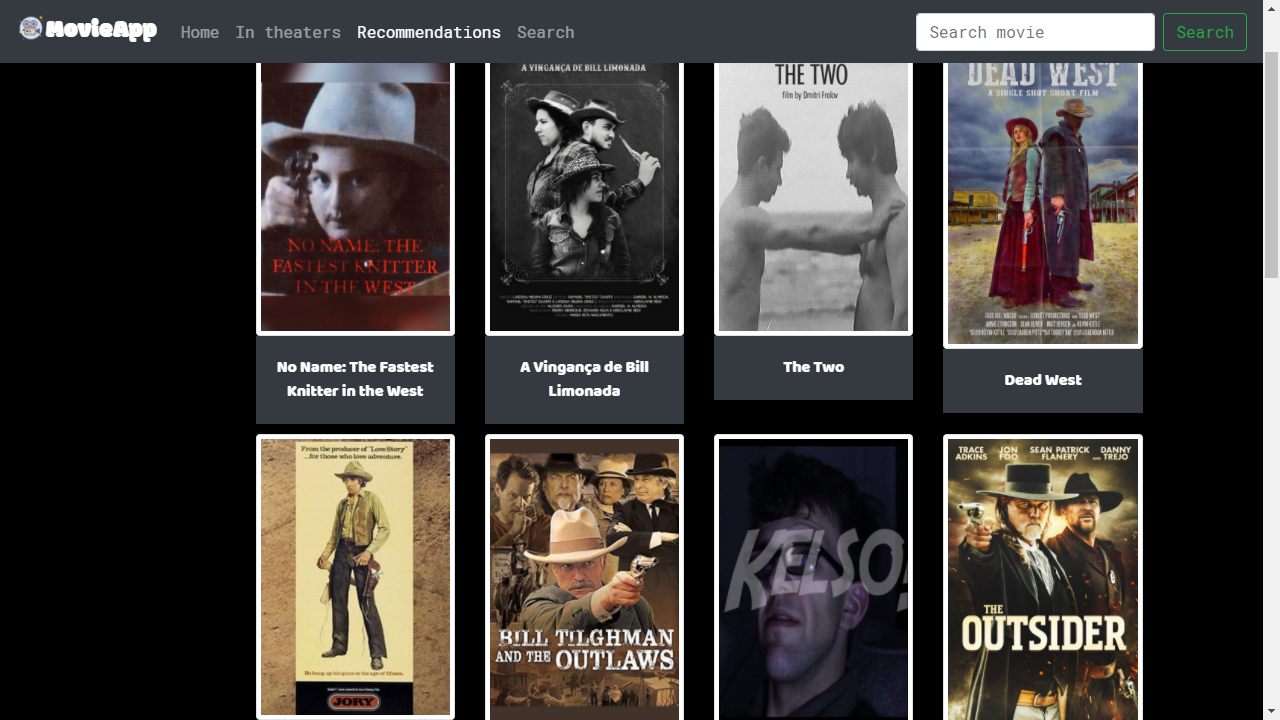 MovieApp
Home
In theaters
Recommendations
Search
Search movie
Search
NO NAME: THE
FASTEST KNITTER
IN THE WEST
No Name: The Fastest
Knitter in the West
A VINGANÇA DE BILL LIMONADA
A Vingança de Bill
Limonada
THE TWO
film by Dmitri Frolov
The Two
DEAD WEST
A SINGLE SHOT SHORT FILM
Dead West
From the producer of "Love Story"
...for those who love adventure.
He hung up his guns at the age of fifteen.
JORY
BILL TILGHMAN
AND THE OUTLAWS
KELSO
TRACE ADKINS
JON FOO
SEAN PATRICK FLANERY
AND DANNY TREJO
THE
OUTSIDER